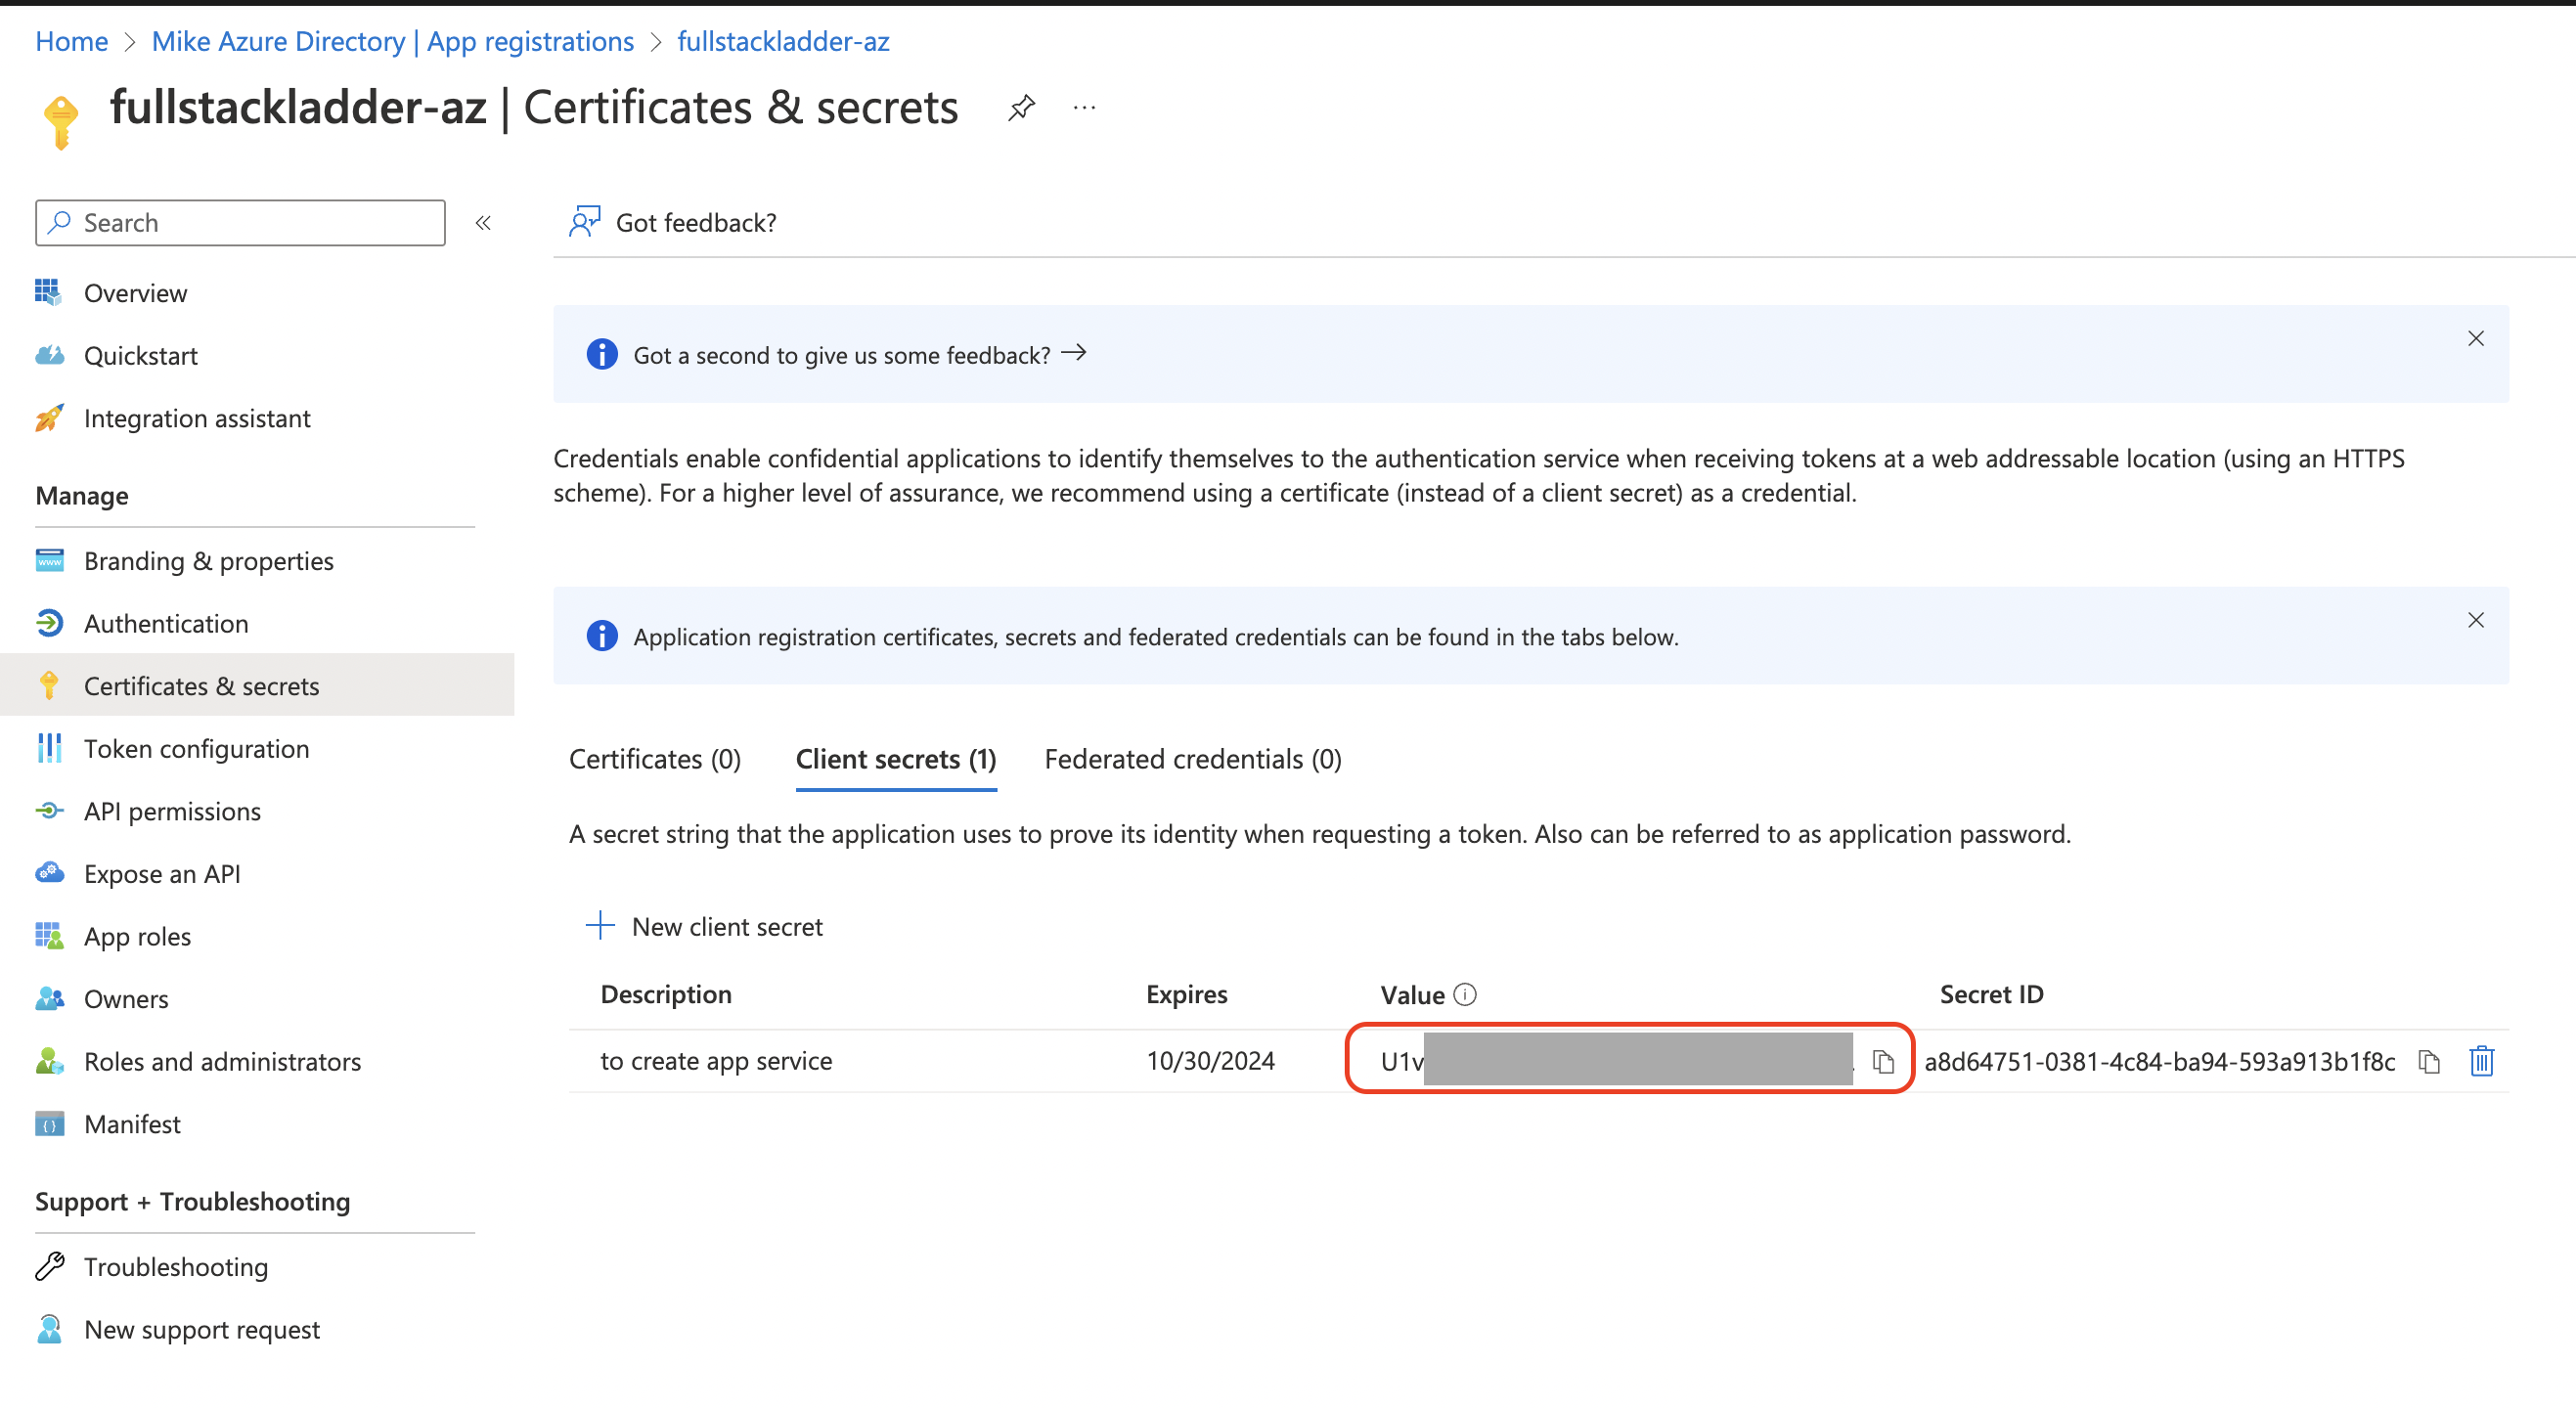 Home > Mike Azure Directory | App registrations > fullstackladder-az
fullstackladder-az | Certificates & secrets
Search
Got feedback?
Overview
Quickstart
Integration assistant
Manage
Branding & properties
Authentication
Certificates & secrets
Token configuration
API permissions
Expose an API
App roles
Owners
Roles and administrators
Manifest
Support + Troubleshooting
Troubleshooting
New support request
Got a second to give us some feedback? →
Credentials enable confidential applications to identify themselves to the authentication service when receiving tokens at a web addressable location (using an HTTPS
scheme). For a higher level of assurance, we recommend using a certificate (instead of a client secret) as a credential.
Application registration certificates, secrets and federated credentials can be found in the tabs below.
Certificates (0) Client secrets (1) Federated credentials (0)
A secret string that the application uses to prove its identity when requesting a token. Also can be referred to as application password.
New client secret
Description Expires Value Secret ID
to create app service 10/30/2024 U1v a8d64751-0381-4c84-ba94-593a913b1f8c